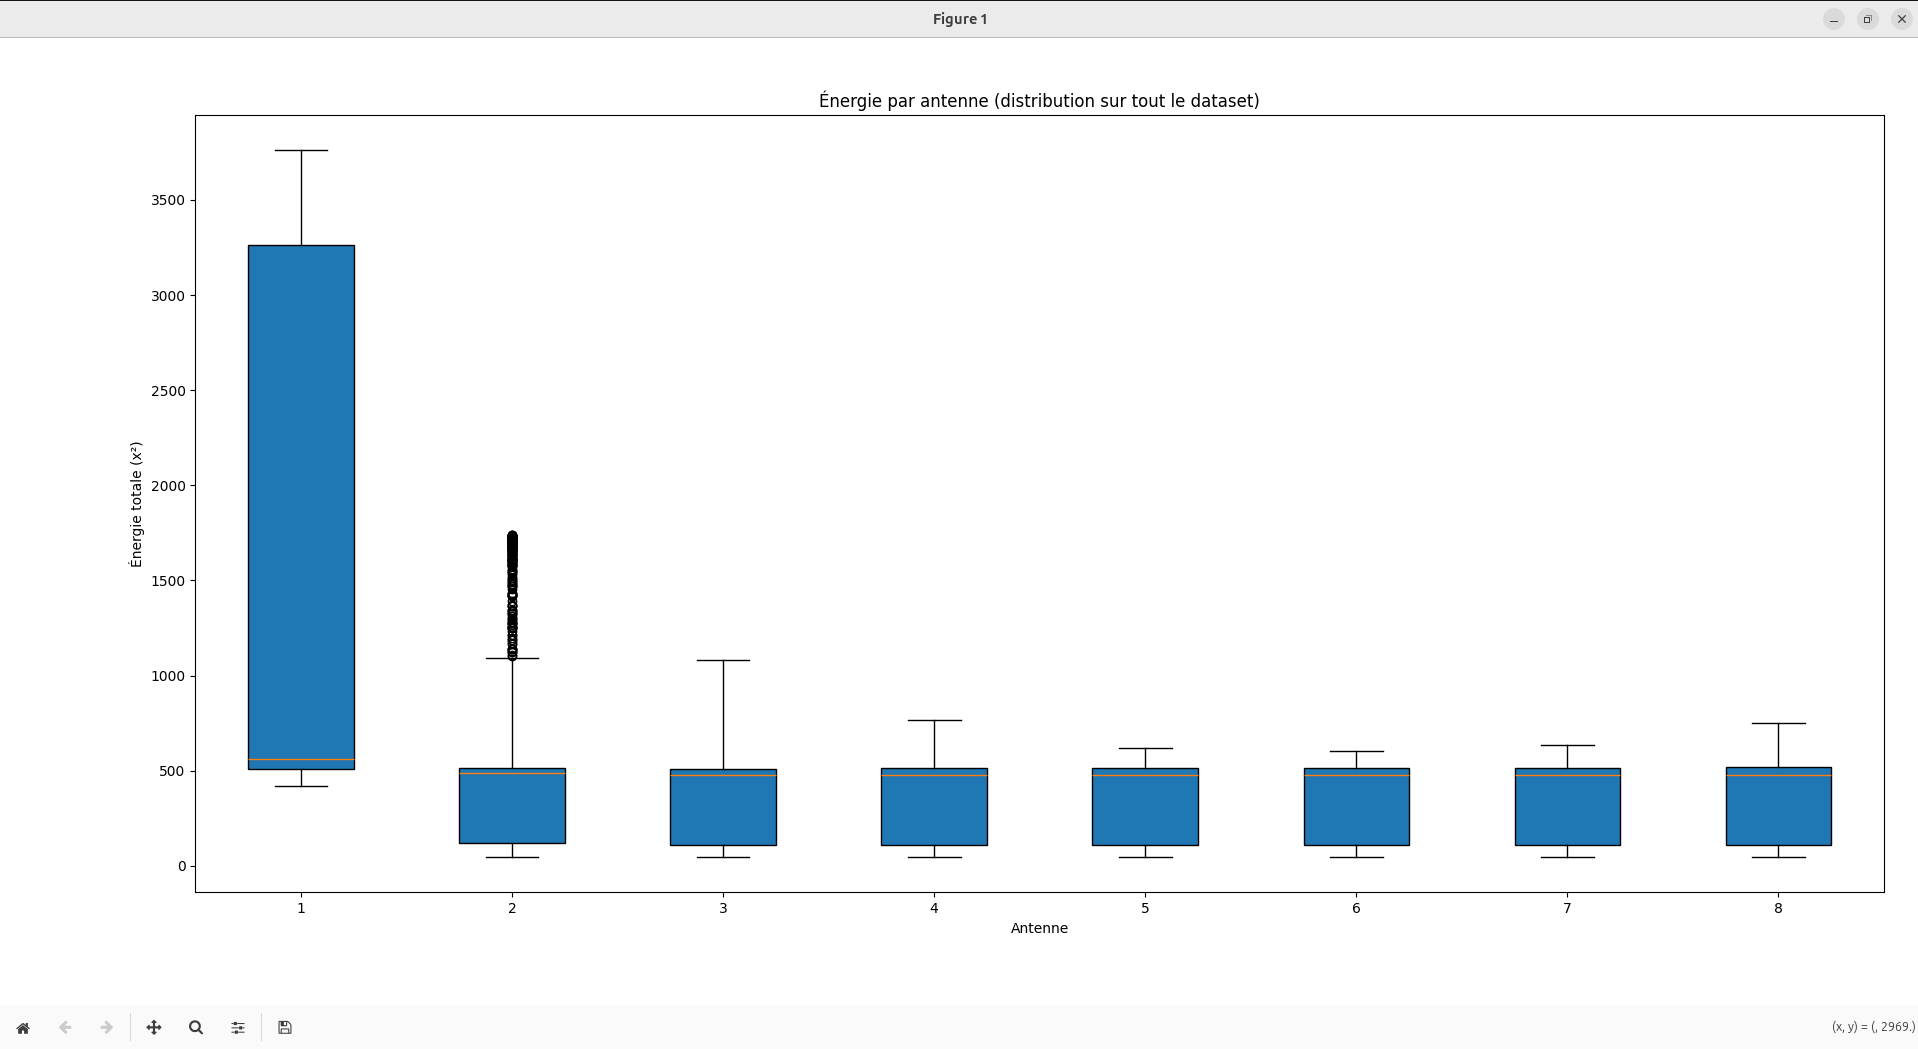 Figure 1
Énergie par antenne (distribution sur tout le dataset)
3500
3000
2500
2000
1500
1000
500
0
Énergie totale (x²)
1 2 3 4 5 6 7 8
Antenne
(x, y) = (, 2969.)